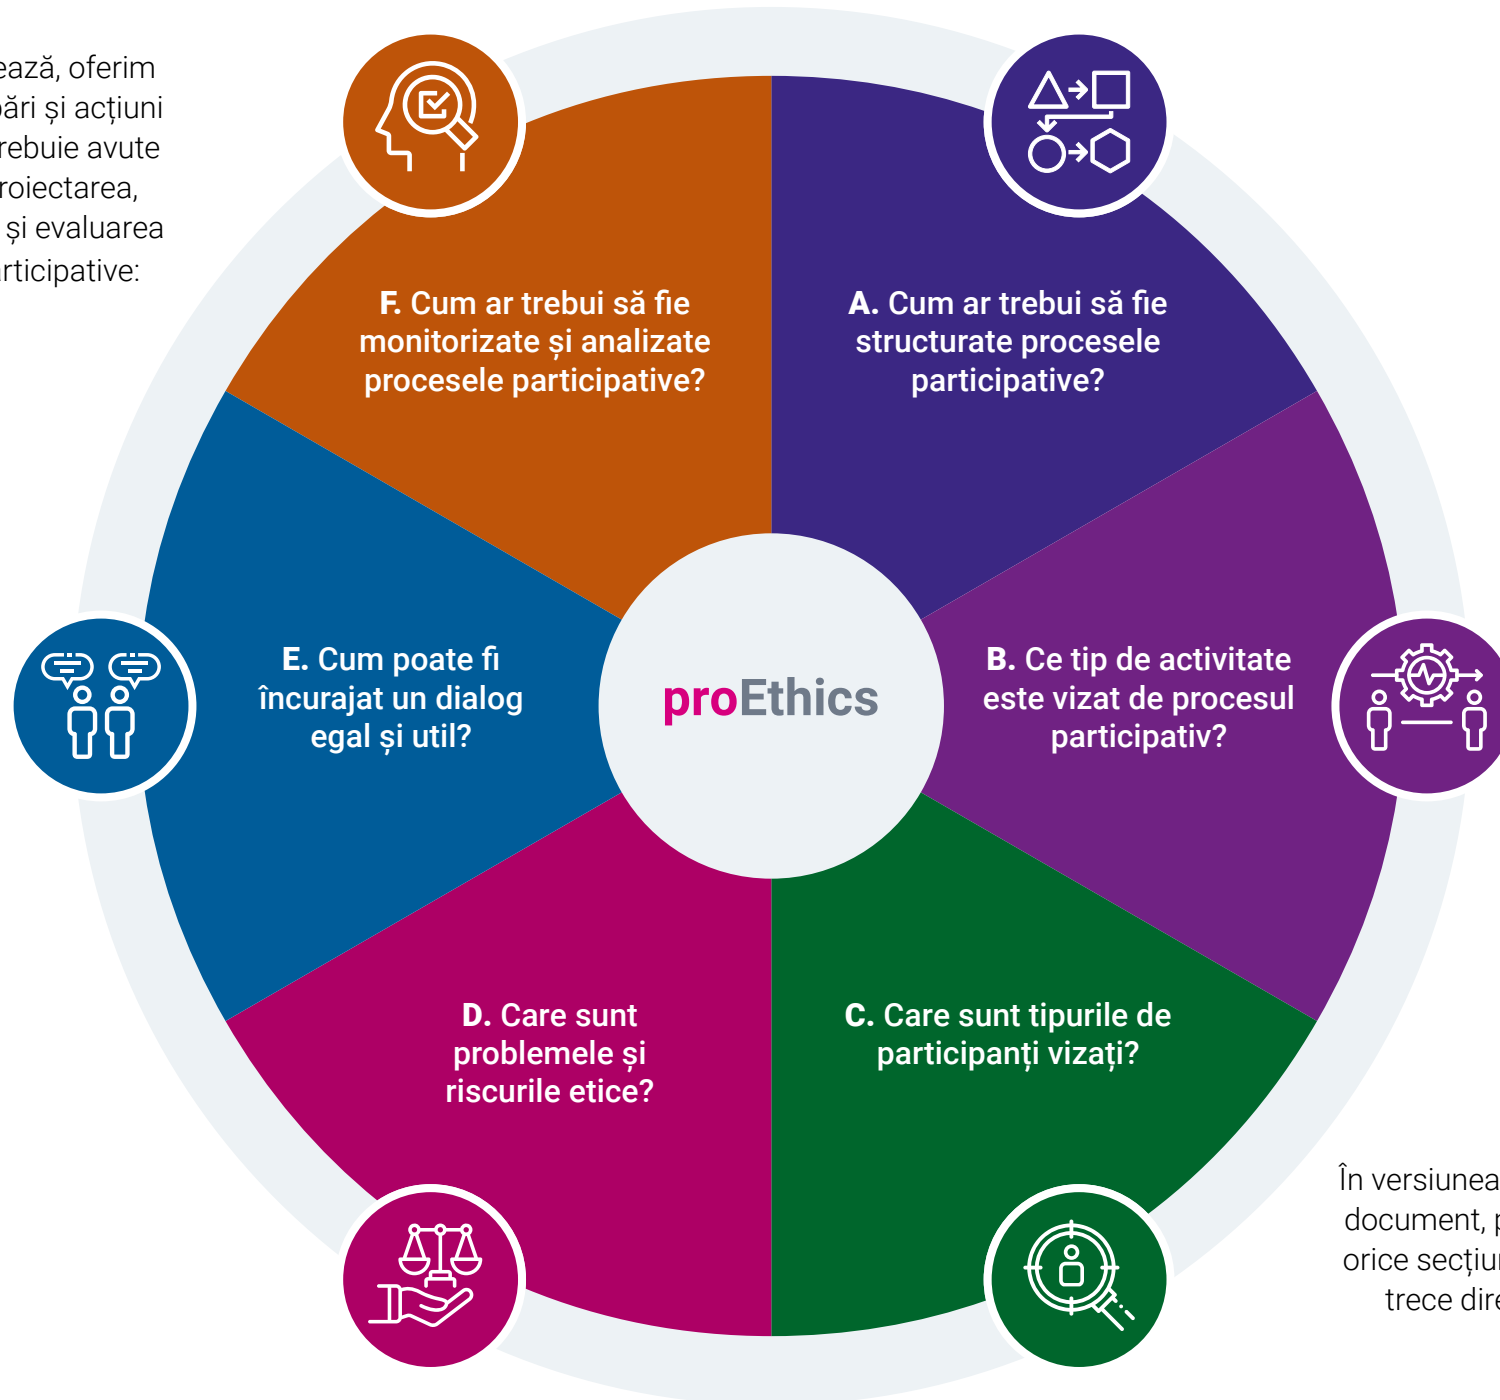 ează, oferim
ări și acțiuni
rebuie avute
roiectarea,
și evaluarea
articipative:
F. Cum ar trebui să fie
monitorizate și analizate
procesele participative?
A. Cum ar trebui să fie
structurate procesele
participative?
E. Cum poate fi
încurajat un dialog
egal și util?
proEthics
B. Ce tip de activitate
este vizat de procesul
participativ?
D. Care sunt
problemele și
riscurile etice?
C. Care sunt tipurile de
participanți vizați?
În versiunea
document, p
orice secțiun
trece dire